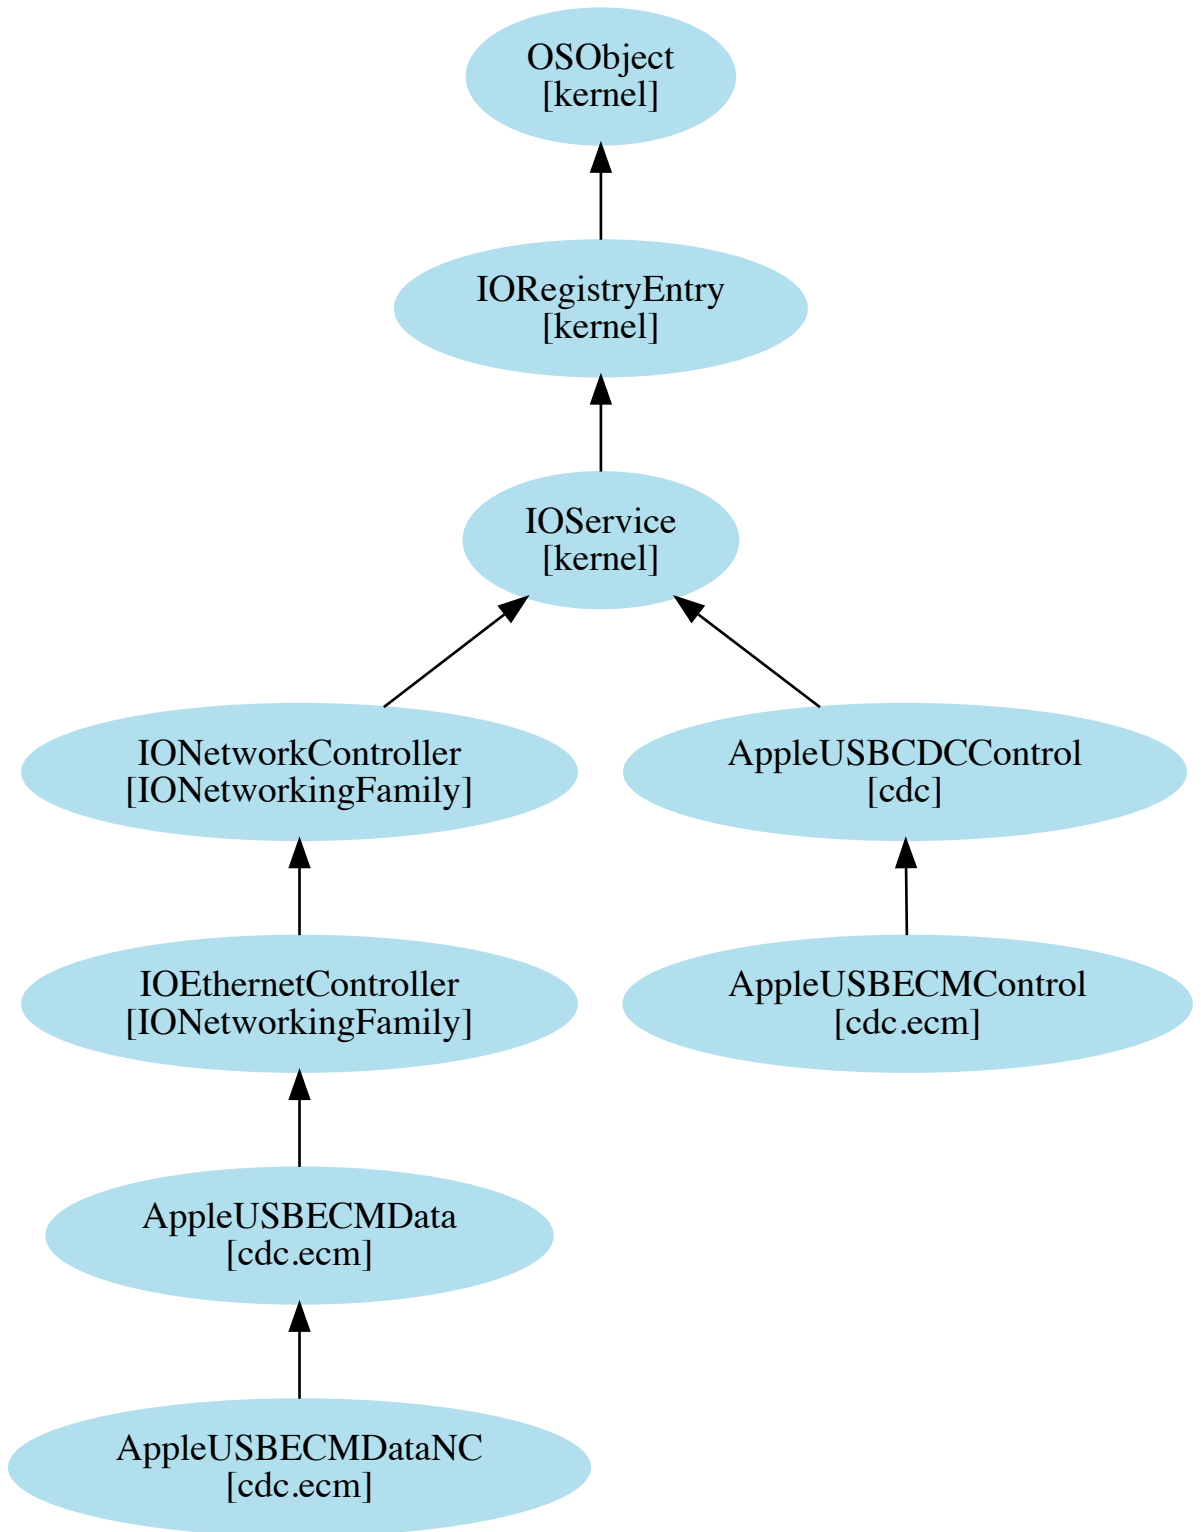 OSObject
[kernel]
IORegistryEntry
[kernel]
IOService
[kernel]
IONetworkController
[IONetworkingFamily]
AppleUSBCDCControl
[cdc]
IOEthernetController
[IONetworkingFamily]
AppleUSBECMControl
[cdc.ecm]
AppleUSBECMData
[cdc.ecm]
AppleUSBECMDataNC
[cdc.ecm]